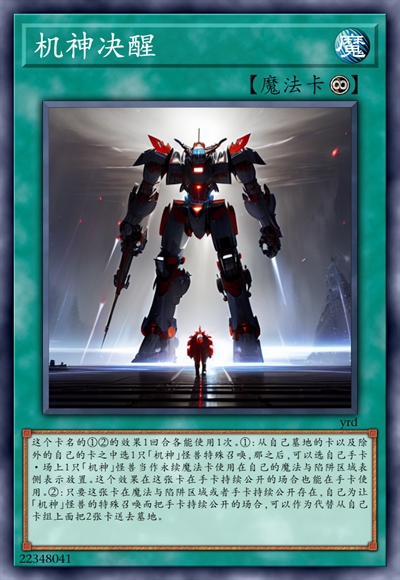 机神决醒
魔
【魔法卡♾】
yrd
这个卡名的①②的效果1回合各能使用1次。①:从自己墓地的卡以及除
外的自己的卡之中选1只「机神」怪兽特殊召唤,那之后,可以选自己手卡
·场上1只「机神」怪兽当作永续魔法卡使用在自己的魔法与陷阱区域表
侧表示放置。这个效果在这张卡在手卡持续公开的场合也能在手卡使
用。②:只要这张卡在魔法与陷阱区域或者手卡持续公开存在,自己为让
「机神」怪兽的特殊召唤而把手卡持续公开的场合,可以作为代替从自己
卡组上面把2张卡送去墓地。
22348041